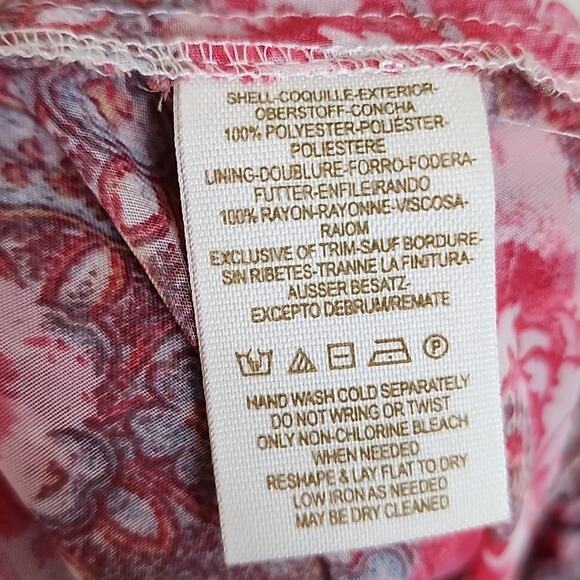 SHELL-COQUILLE-EXTERIOR-
OBERSTOFF-CONCHA
100% POLYESTER-POLIÉSTER-
POLIESTERE
LINING-DOUBLURE-FORRO-FODERA-
FUTTER-ENFILEIRANDO
100% RAYON-RAYONNE-VISCOSA-
RAIOM
EXCLUSIVE OF TRIM-SAUF BORDURE-
SIN RIBETES-TRANNE LA FINITURA-
AUSSER BESATZ-
EXCEPTO DEBRUM/REMATE
P
HAND WASH COLD SEPARATELY
DO NOT WRING OR TWIST
ONLY NON-CHLORINE BLEACH
WHEN NEEDED
RESHAPE & LAY FLAT TO DRY
LOW IRON AS NEEDED
MAY BE DRY CLEANED